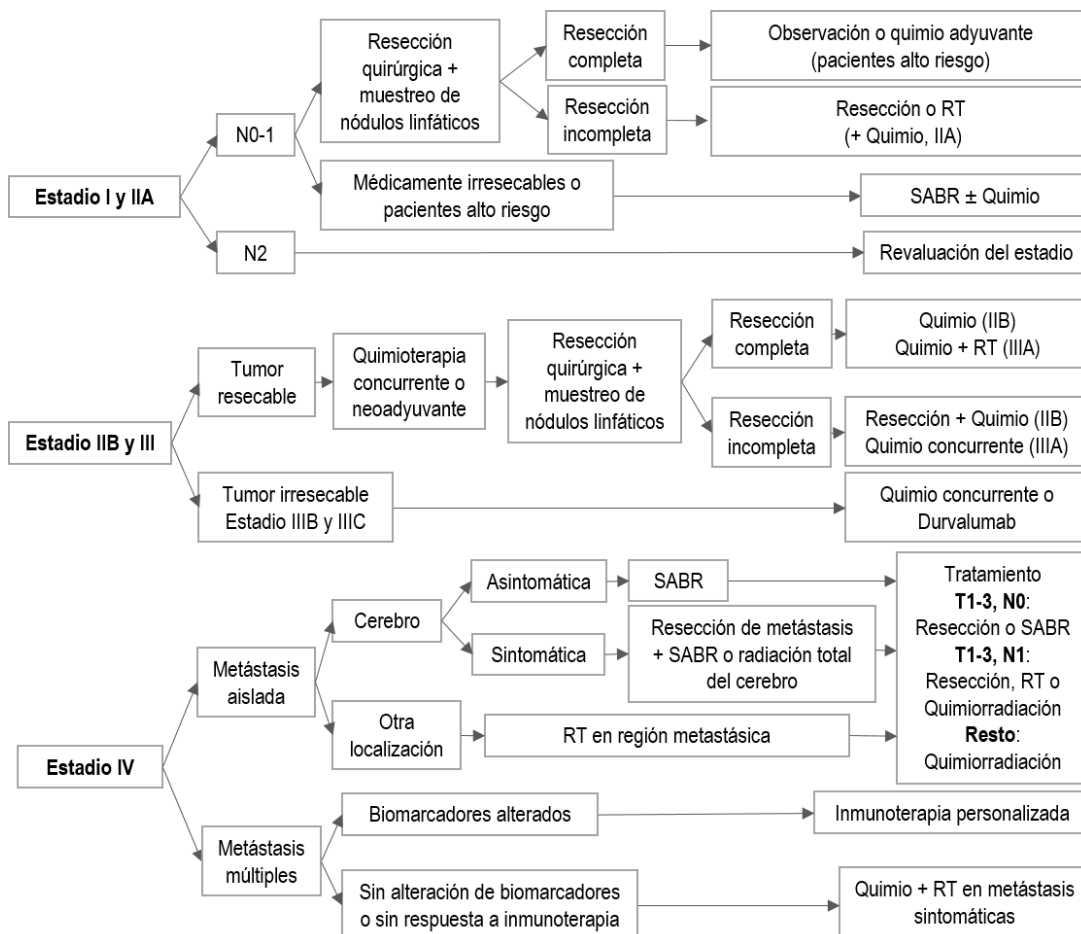 Estadio I y IIA
N0-1
Resección
quirúrgica +
muestreo de
nódulos linfáticos
Resección
completa
Observación o quimio adyuvante
(pacientes alto riesgo)
Resección
incompleta
Resección o RT
(+ Quimio, IIA)
Médicamente irresecables o
pacientes alto riesgo
SABR ± Quimio
N2
Revaluación del estadio
Estadio IIB y III
Tumor
resecable
Quimioterapia
concurrente o
neoadyuvante
Resección
quirúrgica +
muestreo de
nódulos linfáticos
Resección
completa
Quimio (IIB)
Quimio + RT (IIIA)
Resección
incompleta
Resección + Quimio (IIB)
Quimio concurrente (IIIA)
Tumor irresecable
Estadio IIIB y IIIC
Quimio concurrente o
Durvalumab
Estadio IV
Metástasis
aislada
Cerebro
Asintomática
SABR
Sintomática
Resección de metástasis
+ SABR o radiación total
del cerebro
Otra
localización
RT en región metastásica
Tratamiento
T1-3, N0:
Resección o SABR
T1-3, N1:
Resección, RT o
Quimiorradiación
Resto:
Quimiorradiación
Metástasis
múltiples
Biomarcadores alterados
Inmunoterapia personalizada
Sin alteración de biomarcadores
o sin respuesta a inmunoterapia
Quimio + RT en metástasis
sintomáticas